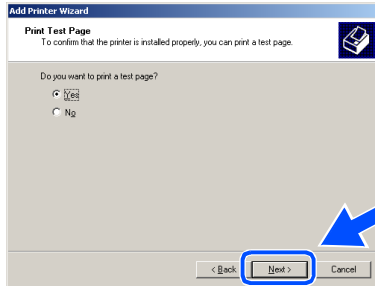 Add Printer Wizard
Print Test Page
To confirm that the printer is installed properly, you can print a test page.
Do you want to print a test page?
Yes
No
< Back Next > Cancel